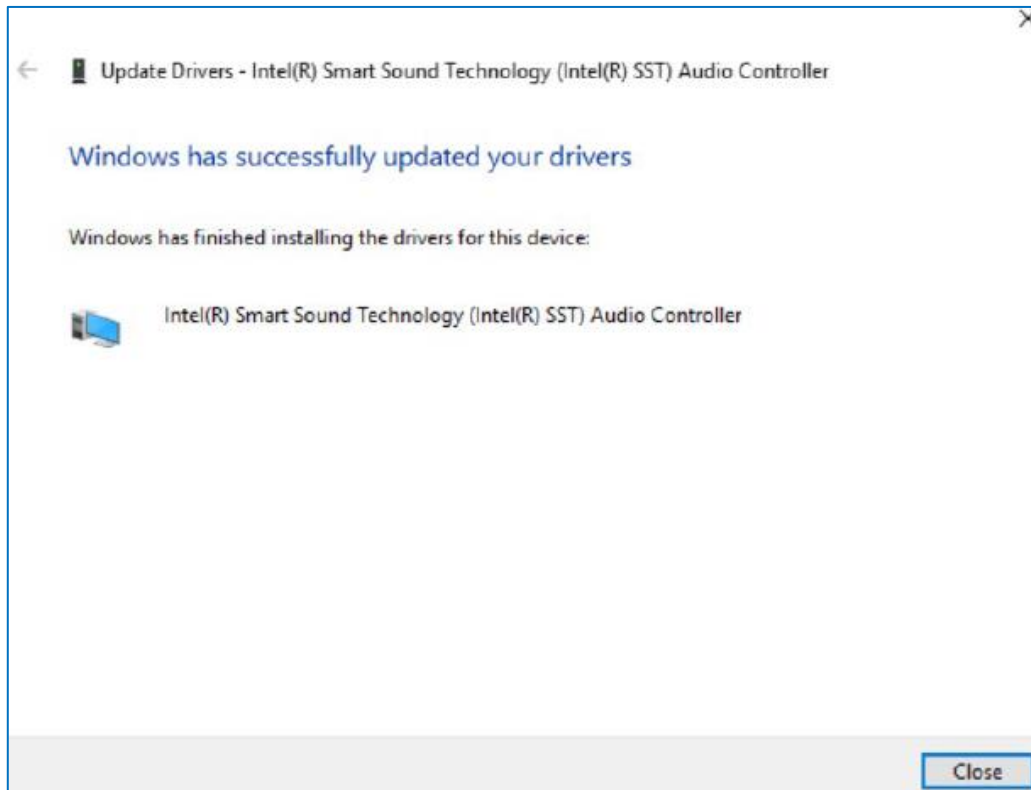 Update Drivers - Intel(R) Smart Sound Technology (Intel(R) SST) Audio Controller
Windows has successfully updated your drivers
Windows has finished installing the drivers for this device:
Intel(R) Smart Sound Technology (Intel(R) SST) Audio Controller
Close